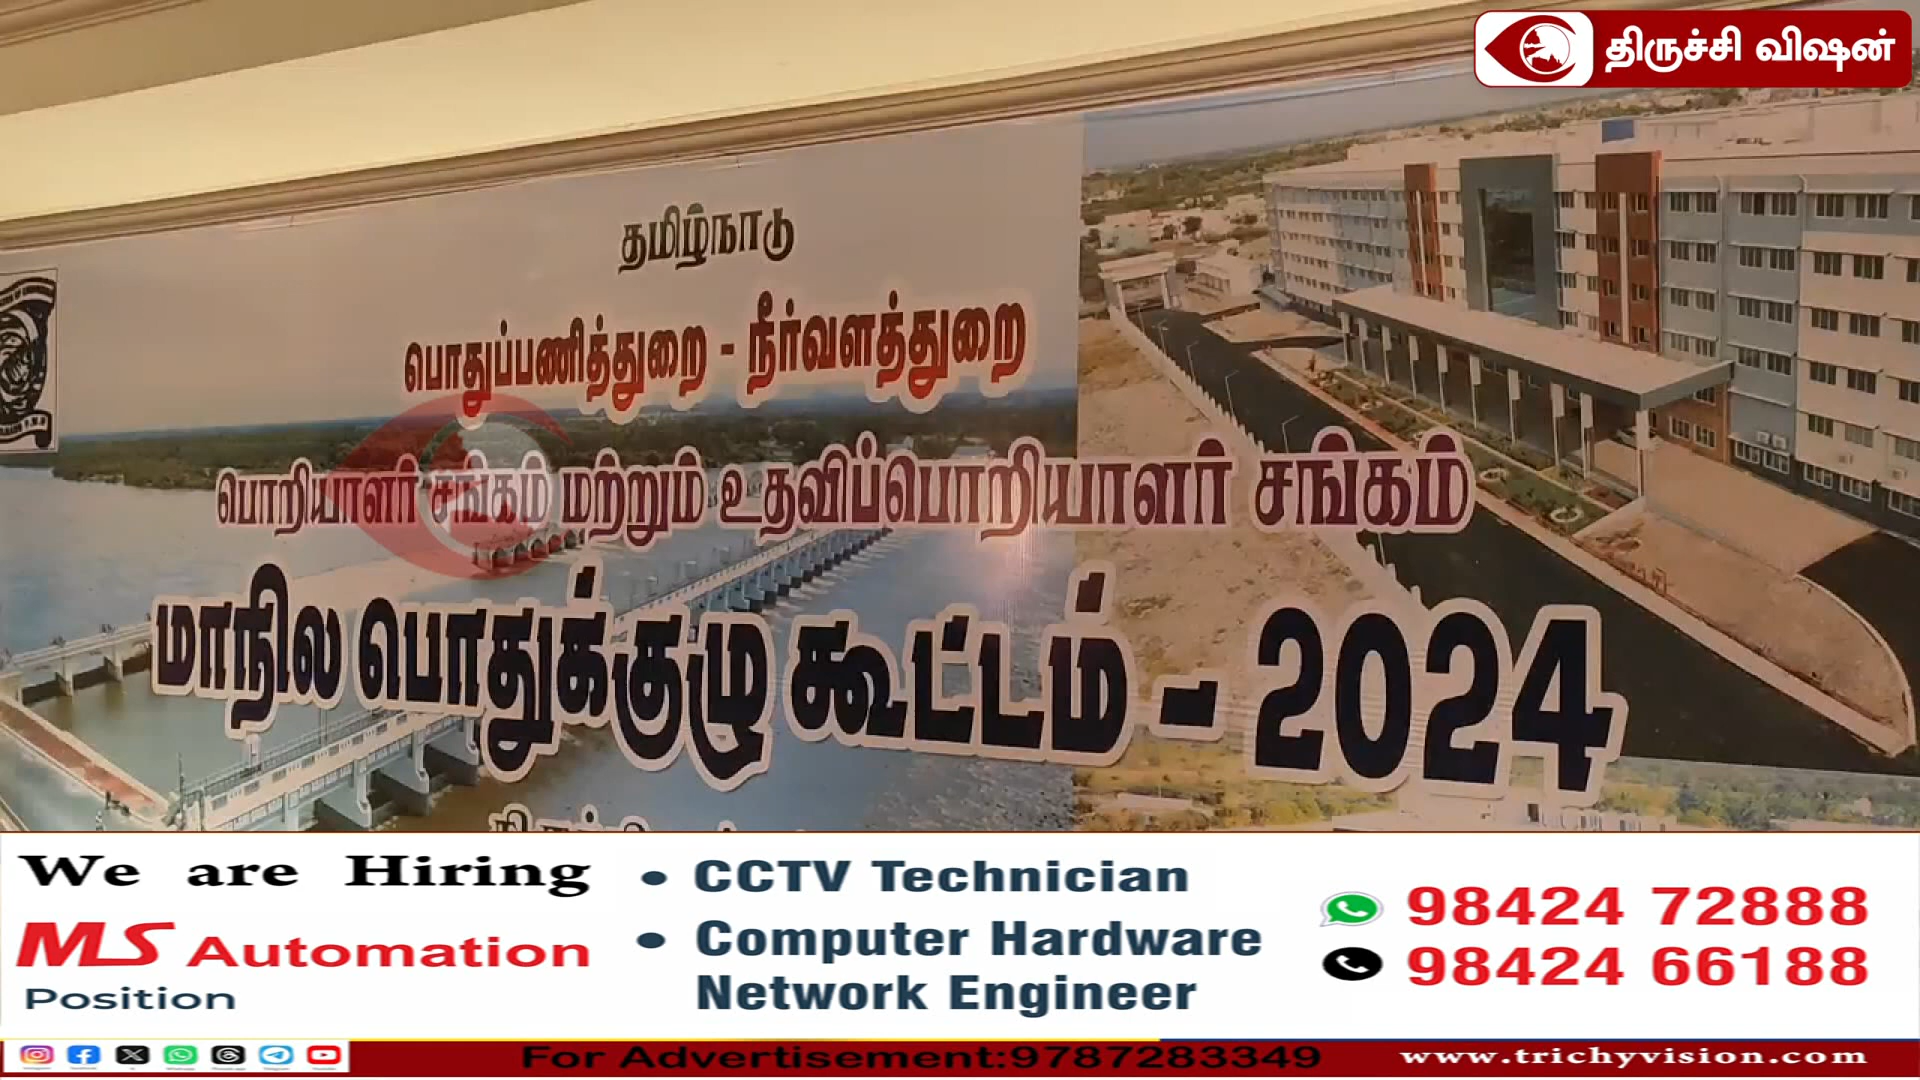 திருச்சி விஷன்
தமிழ்நாடு
பொதுப்பணித்துறை - நீர்வளத்துறை
பொறியாளர் சங்கம் மற்றும் உதவிப்பொறியாளர் சங்கம்
மாநில பொதுக்குழு கூட்டம் - 2024
We are Hiring
MS Automation
Position
• CCTV Technician
• Computer Hardware
Network Engineer
98424 72888
98424 66188
For Advertisement:9787283349
www.trichyvision.com